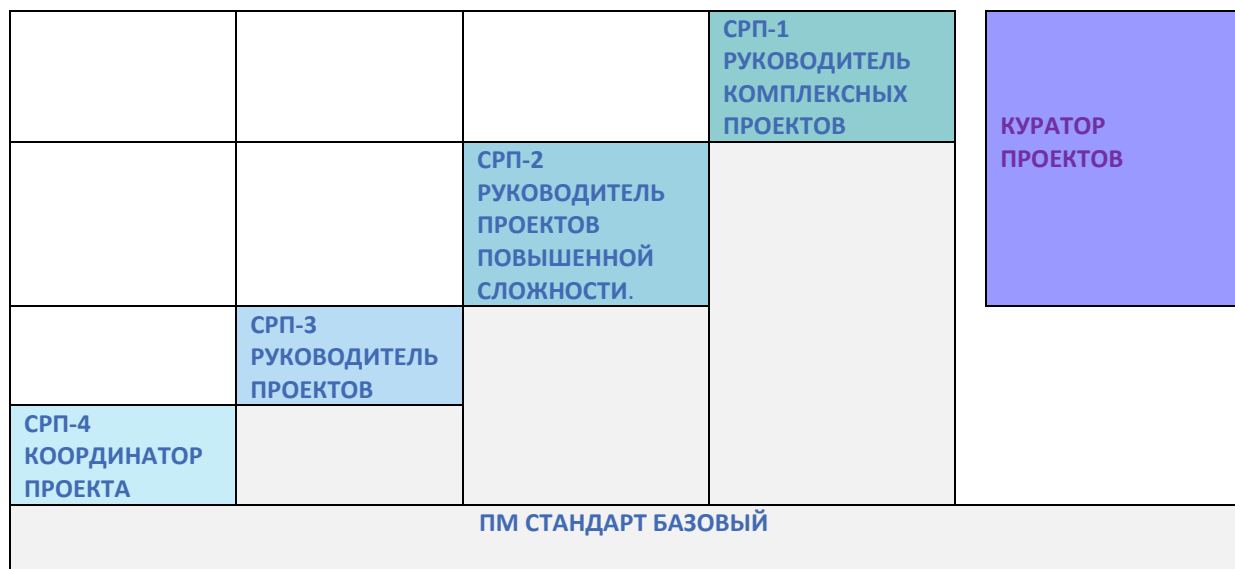 СРП-1
РУКОВОДИТЕЛЬ
КОМПЛЕКСНЫХ
ПРОЕКТОВ
КУРАТОР
ПРОЕКТОВ
СРП-2
РУКОВОДИТЕЛЬ
ПРОЕКТОВ
ПОВЫШЕННОЙ
СЛОЖНОСТИ.
СРП-3
РУКОВОДИТЕЛЬ
ПРОЕКТОВ
СРП-4
КООРДИНАТОР
ПРОЕКТА
ПМ СТАНДАРТ БАЗОВЫЙ